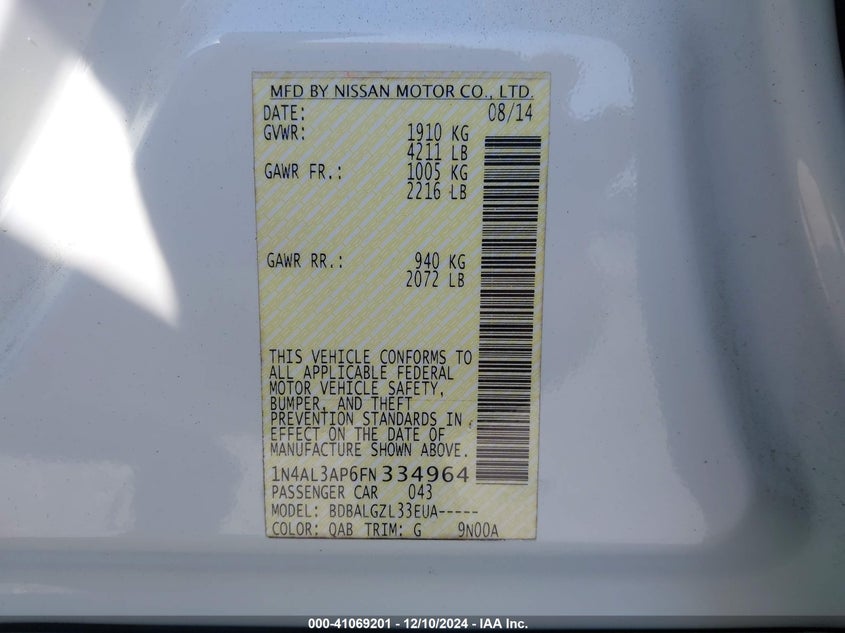 MFD BY NISSAN MOTOR CO., LTD.
DATE: 08/14
GVWR: 1910 KG
4211 LB
GAWR FR.: 1005 KG
2216 LB
GAWR RR.: 940 KG
2072 LB
THIS VEHICLE CONFORMS TO
ALL APPLICABLE FEDERAL
MOTOR VEHICLE SAFETY,
BUMPER, AND THEFT
PREVENTION STANDARDS IN
EFFECT ON THE DATE OF
MANUFACTURE SHOWN ABOVE.
1N4AL3AP6FN334964
PASSENGER CAR 043
MODEL: BDBALGZL33EUA-----
COLOR: QAB TRIM: G 9N00A
000-41069201 - 12/10/2024 - IAA Inc.